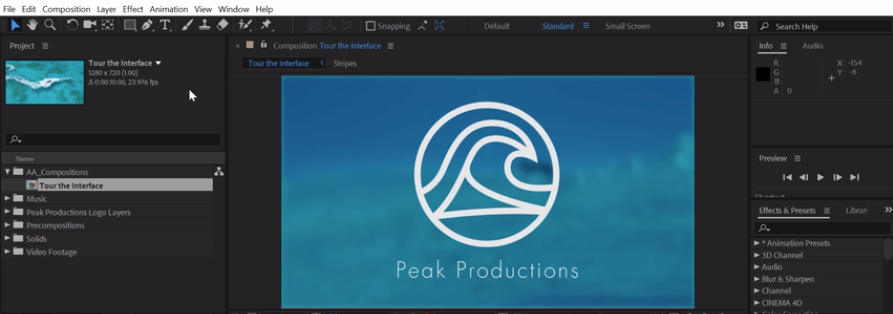 File Edit Composition Layer Effect Animation View Window Help
Snapping Default Standard Small Screen Search Help
Project
Tour the Interface
1280 x 720 (1.00)
Δ 0:00:10:00, 23.976 fps
Name
AA_Compositions
Tour the Interface
Music
Peak Productions Logo Layers
Precompositions
Solids
Video Footage
Composition Tour the Interface
Tour the Interface Stripes
Peak Productions
Info Audio
R : X : -154
G : Y : -6
B :
A : 0
Preview
Effects & Presets Librari
* Animation Presets
3D Channel
Audio
Blur & Sharpen
Channel
CINEMA 4D